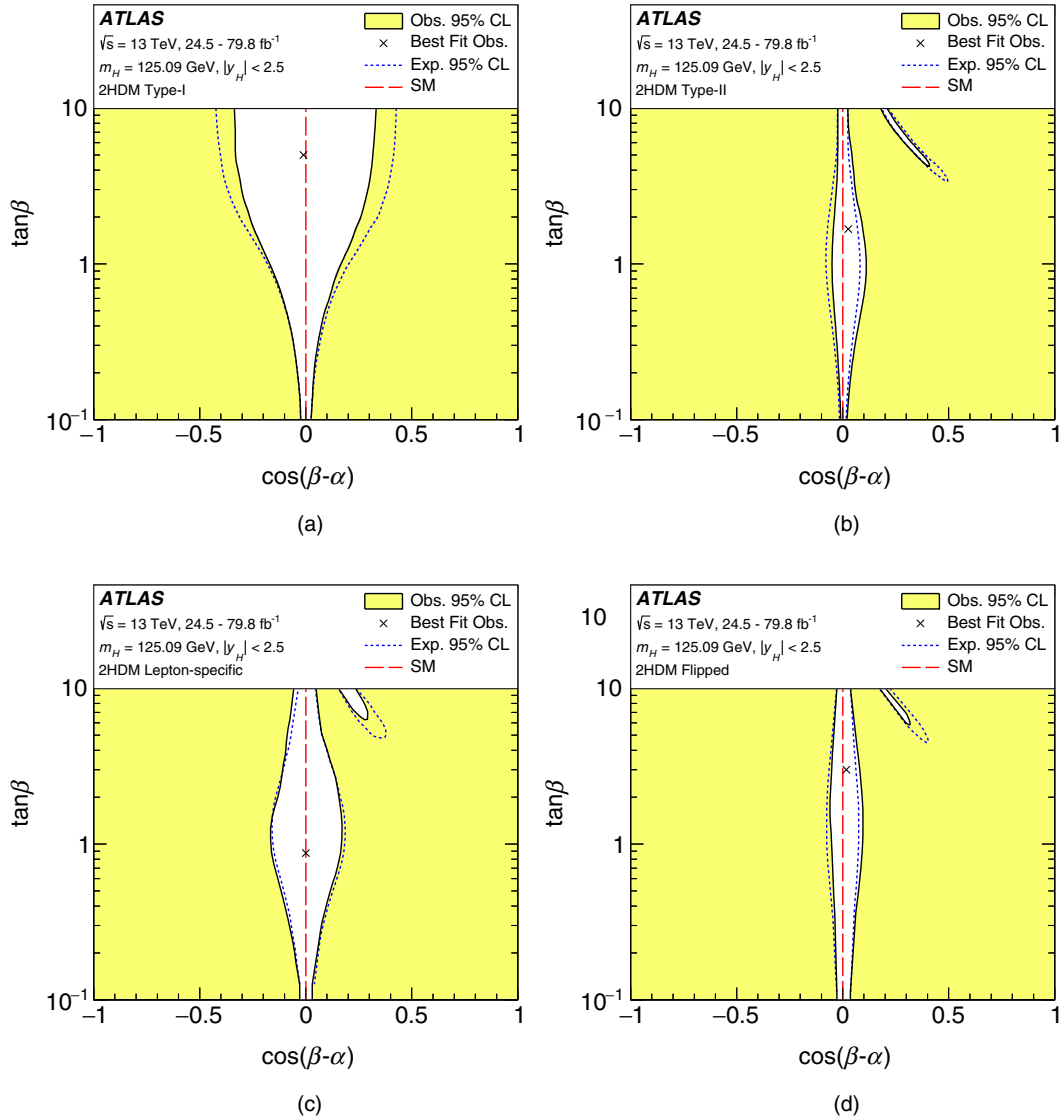 ATLAS
√s = 13 TeV, 24.5 - 79.8 fb⁻¹
m_H = 125.09 GeV, |y_H| < 2.5
2HDM Type-I
Obs. 95% CL
Best Fit Obs.
Exp. 95% CL
SM
10
1
10⁻¹
tanβ
−1
−0.5
0
0.5
1
cos(β-α)
(a)
ATLAS
√s = 13 TeV, 24.5 - 79.8 fb⁻¹
m_H = 125.09 GeV, |y_H| < 2.5
2HDM Type-II
Obs. 95% CL
Best Fit Obs.
Exp. 95% CL
SM
10
1
10⁻¹
tanβ
−1
−0.5
0
0.5
1
cos(β-α)
(b)
ATLAS
√s = 13 TeV, 24.5 - 79.8 fb⁻¹
m_H = 125.09 GeV, |y_H| < 2.5
2HDM Lepton-specific
Obs. 95% CL
Best Fit Obs.
Exp. 95% CL
SM
10
1
10⁻¹
tanβ
−1
−0.5
0
0.5
1
cos(β-α)
(c)
10
ATLAS
√s = 13 TeV, 24.5 - 79.8 fb⁻¹
m_H = 125.09 GeV, |y_H| < 2.5
2HDM Flipped
Obs. 95% CL
Best Fit Obs.
Exp. 95% CL
SM
10
1
10⁻¹
tanβ
−1
−0.5
0
0.5
1
cos(β-α)
(d)